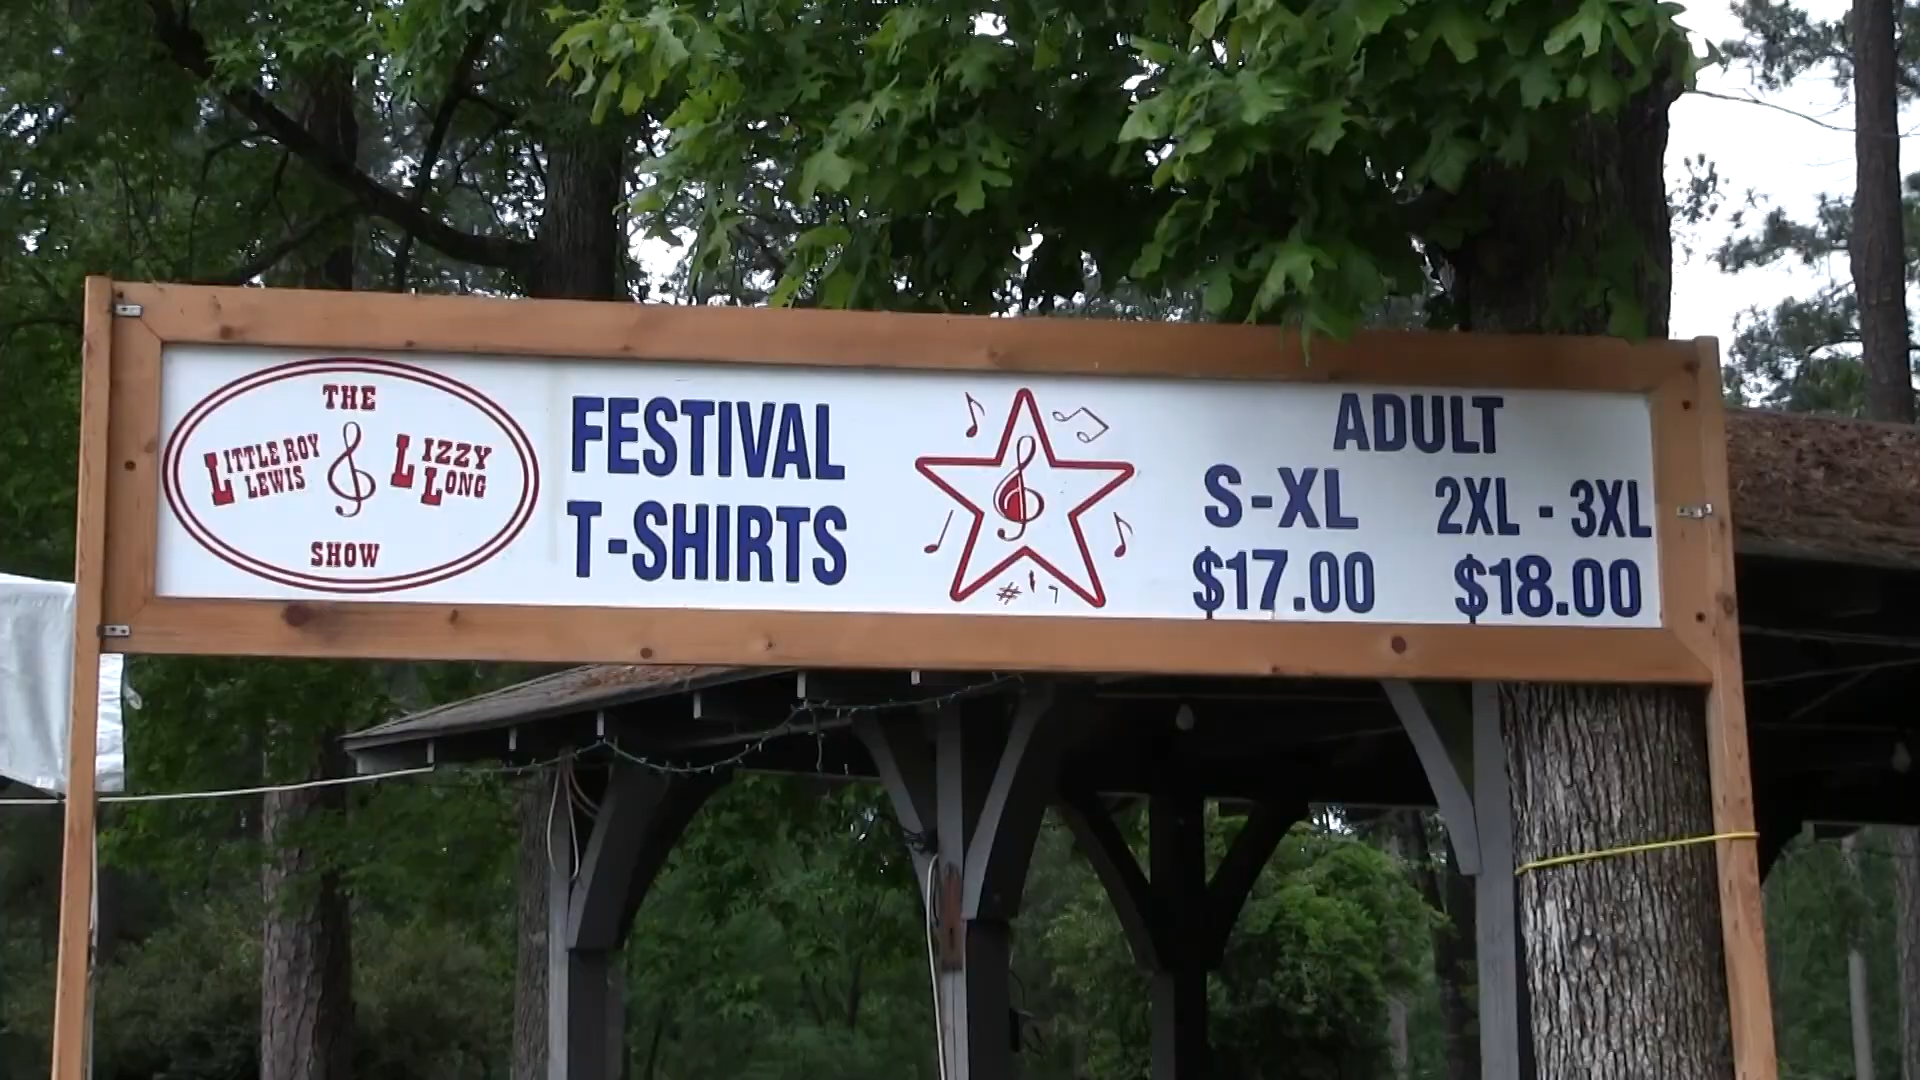 THE
LITTLE ROY LEWIS & LIZZY LONG
SHOW
FESTIVAL
T-SHIRTS
ADULT
S-XL 2XL - 3XL
$17.00 $18.00